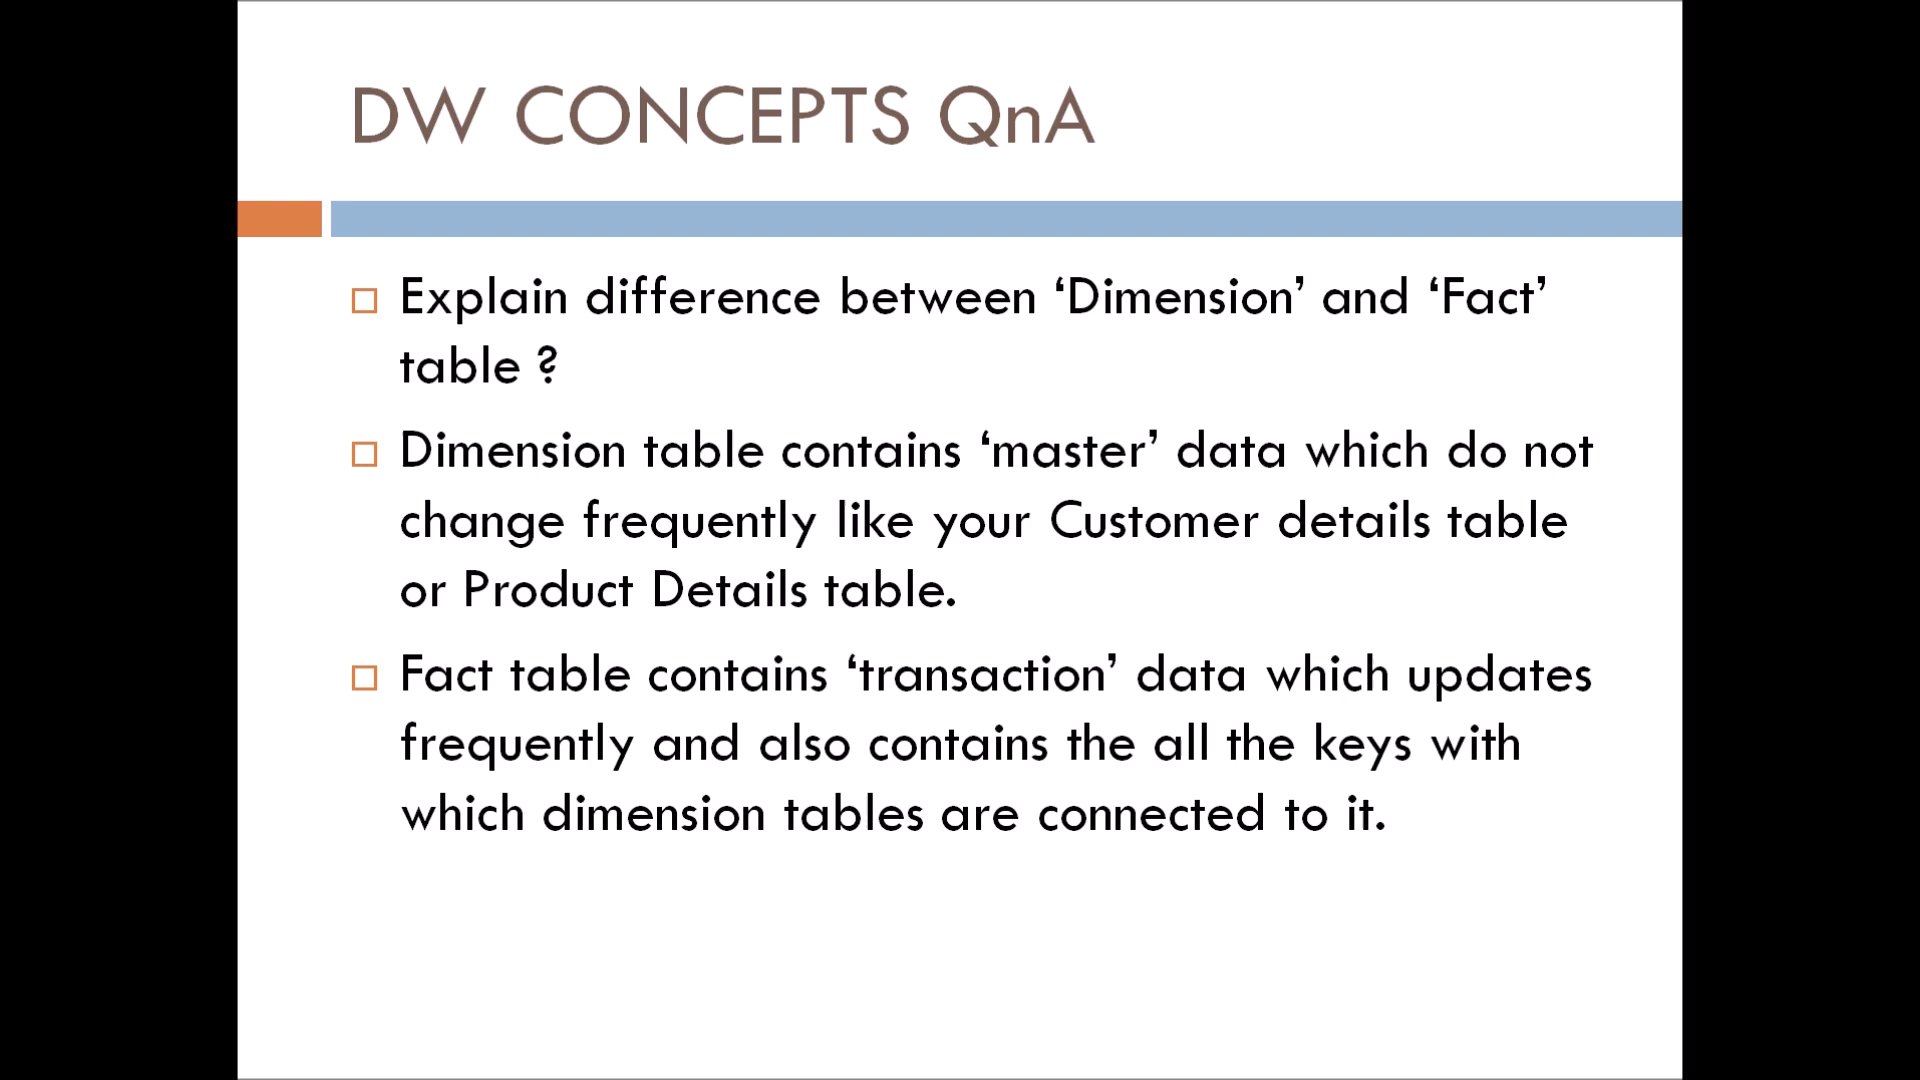 DW CONCEPTS QnA
Explain difference between ‘Dimension’ and ‘Fact’
table ?
Dimension table contains ‘master’ data which do not
change frequently like your Customer details table
or Product Details table.
Fact table contains ‘transaction’ data which updates
frequently and also contains the all the keys with
which dimension tables are connected to it.